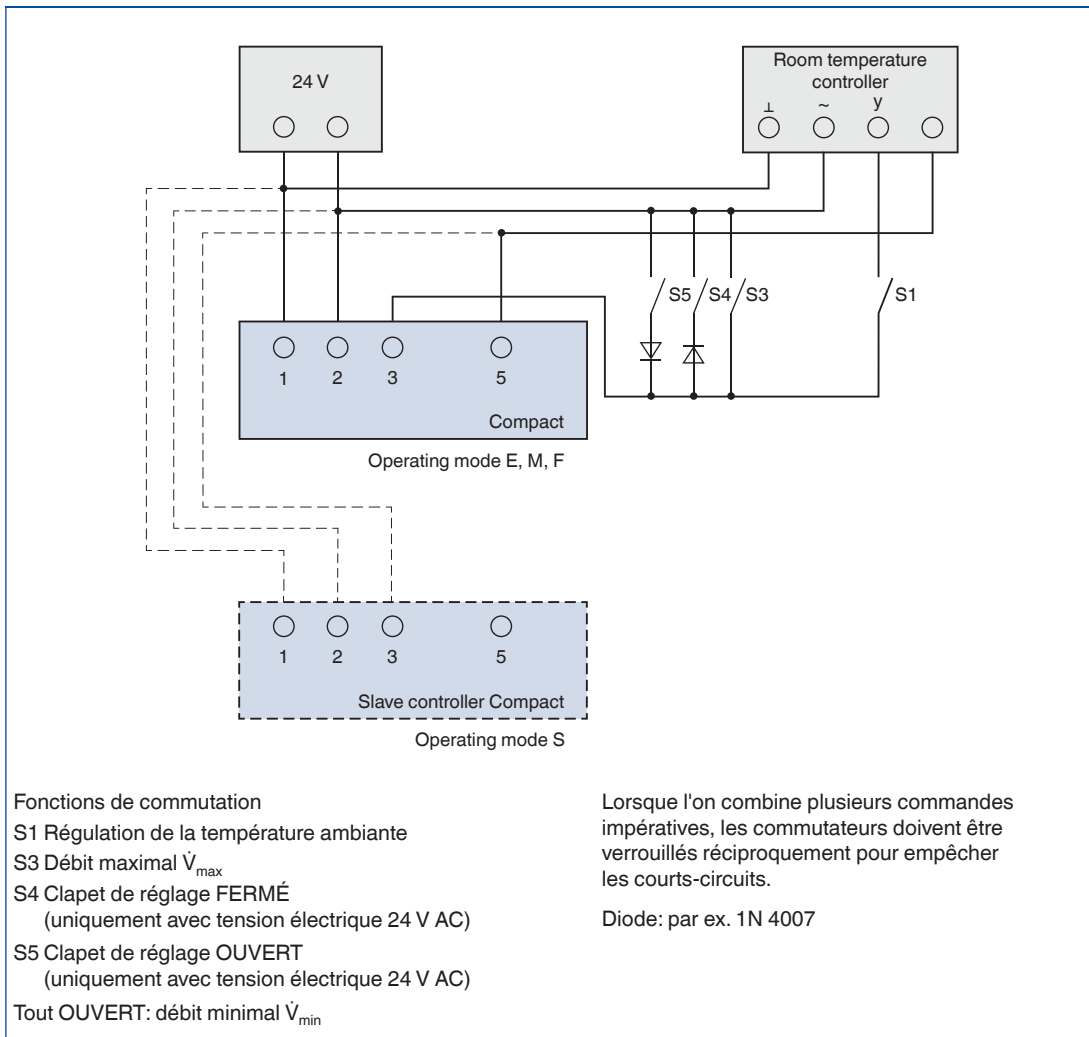 24 V
Room temperature
controller
⊥ ~ y
S5 S4 S3 S1
1 2 3 5
Compact
Operating mode E, M, F
1 2 3 5
Slave controller Compact
Operating mode S
Fonctions de commutation
S1 Régulation de la température ambiante
S3 Débit maximal V̇max
S4 Clapet de réglage FERMÉ
(uniquement avec tension électrique 24 V AC)
S5 Clapet de réglage OUVERT
(uniquement avec tension électrique 24 V AC)
Tout OUVERT: débit minimal V̇min
Lorsque l'on combine plusieurs commandes
impératives, les commutateurs doivent être
verrouillés réciproquement pour empêcher
les courts-circuits.
Diode: par ex. 1N 4007